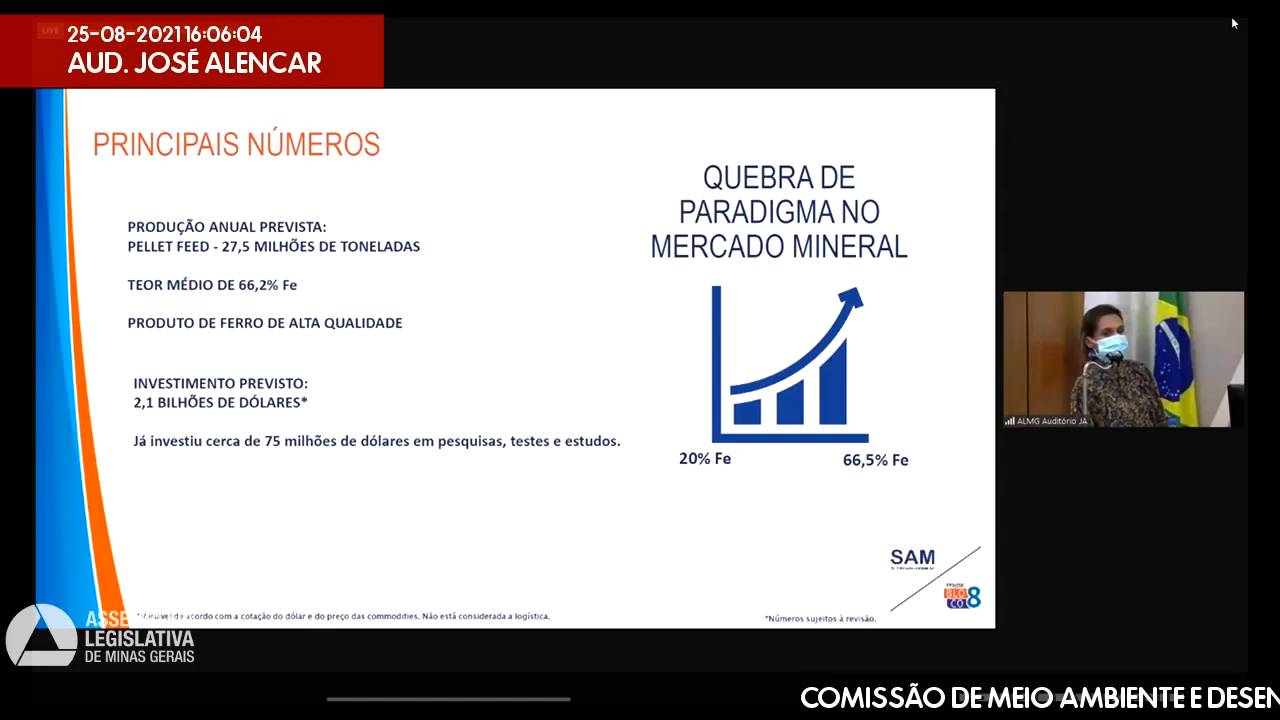 LIVE
25-08-2021 16:06:04
AUD. JOSÉ ALENCAR
PRINCIPAIS NÚMEROS
PRODUÇÃO ANUAL PREVISTA:
PELLET FEED - 27,5 MILHÕES DE TONELADAS
TEOR MÉDIO DE 66,2% Fe
PRODUTO DE FERRO DE ALTA QUALIDADE
INVESTIMENTO PREVISTO:
2,1 BILHÕES DE DÓLARES*
Já investiu cerca de 75 milhões de dólares em pesquisas, testes e estudos.
QUEBRA DE
PARADIGMA NO
MERCADO MINERAL
20% Fe
66,5% Fe
ALMG Auditório JA
SAM
BLO
CO
8
de acordo com a cotação do dólar e do preço das commodities. Não está considerada a logística.
*Números sujeitos à revisão.
LEGISLATIVA
DE MINAS GERAIS
COMISSÃO DE MEIO AMBIENTE E DESEN